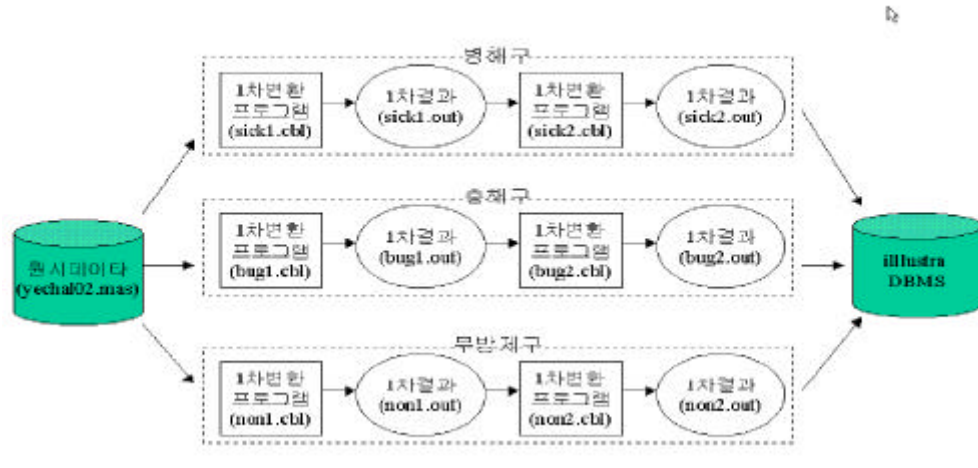 병해구
1차변환
프로그램
(sick1.cbl)
1차결과
(sick1.out)
1차변환
프로그램
(sick2.cbl)
1차결과
(sick2.out)
충해구
1차변환
프로그램
(bug1.cbl)
1차결과
(bug1.out)
1차변환
프로그램
(bug2.cbl)
1차결과
(bug2.out)
원시데이타
(yechal02.mas)
illustra
DBMS
무방제구
1차변환
프로그램
(non1.cbl)
1차결과
(non1.out)
1차변환
프로그램
(non2.cbl)
1차결과
(non2.out)